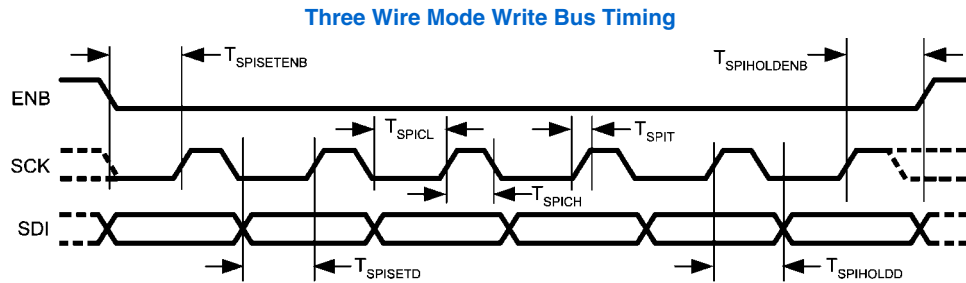 Three Wire Mode Write Bus Timing
TSPISETENB
TSPIHOLDENB
ENB
TSPICL
TSPIT
SCK
TSPICH
SDI
TSPISETD
TSPIHOLDD